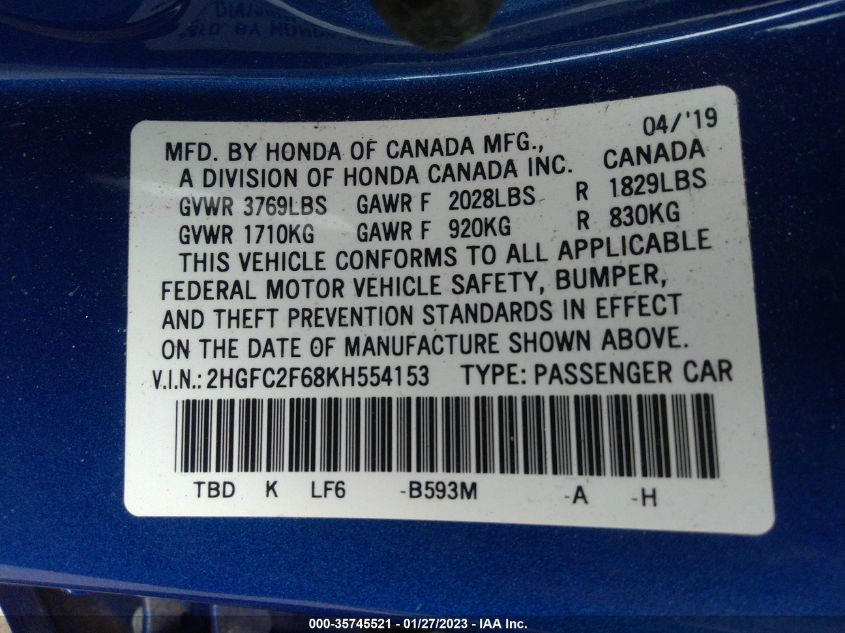 04/'19
MFD. BY HONDA OF CANADA MFG.,
A DIVISION OF HONDA CANADA INC. CANADA
GVWR 3769LBS GAWR F 2028LBS R 1829LBS
GVWR 1710KG GAWR F 920KG R 830KG
THIS VEHICLE CONFORMS TO ALL APPLICABLE
FEDERAL MOTOR VEHICLE SAFETY, BUMPER,
AND THEFT PREVENTION STANDARDS IN EFFECT
ON THE DATE OF MANUFACTURE SHOWN ABOVE.
V.I.N.: 2HGFC2F68KH554153 TYPE: PASSENGER CAR
TBD K LF6 -B593M -A -H
000-35745521 - 01/27/2023 - IAA Inc.